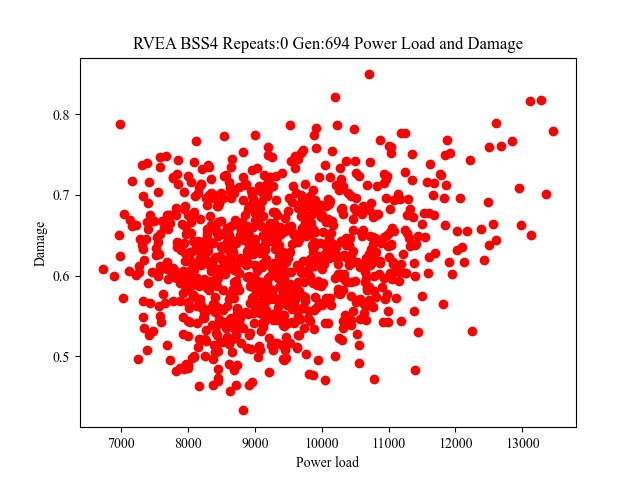 RVEA BSS4 Repeats:0 Gen:694 Power Load and Damage
0.8
0.7
0.6
0.5
Damage
7000 8000 9000 10000 11000 12000 13000
Power load